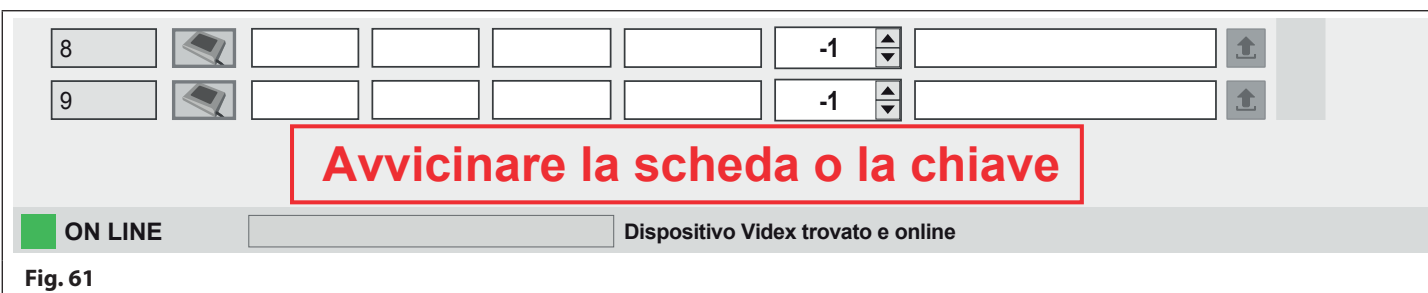 8 -1
9 -1
Avvicinare la scheda o la chiave
ON LINE Dispositivo Videx trovato e online
Fig. 61